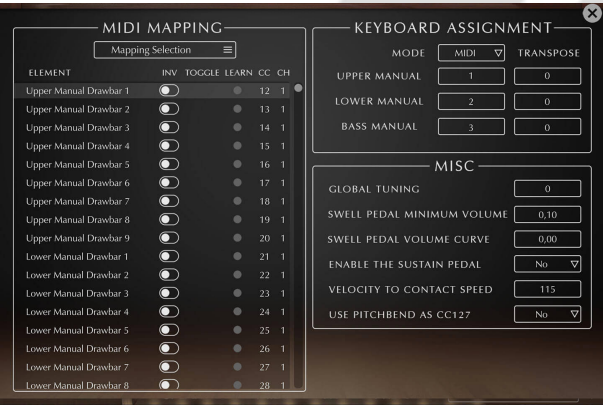 MIDI MAPPING
Mapping Selection
ELEMENT INV TOGGLE LEARN CC CH
Upper Manual Drawbar 1 12 1
Upper Manual Drawbar 2 13 1
Upper Manual Drawbar 3 14 1
Upper Manual Drawbar 4 15 1
Upper Manual Drawbar 5 16 1
Upper Manual Drawbar 6 17 1
Upper Manual Drawbar 7 18 1
Upper Manual Drawbar 8 19 1
Upper Manual Drawbar 9 20 1
Lower Manual Drawbar 1 21 1
Lower Manual Drawbar 2 22 1
Lower Manual Drawbar 3 23 1
Lower Manual Drawbar 4 24 1
Lower Manual Drawbar 5 25 1
Lower Manual Drawbar 6 26 1
Lower Manual Drawbar 7 27 1
Lower Manual Drawbar 8 28 1
KEYBOARD ASSIGNMENT
MODE MIDI TRANSPOSE
UPPER MANUAL 1 0
LOWER MANUAL 2 0
BASS MANUAL 3 0
MISC
GLOBAL TUNING 0
SWELL PEDAL MINIMUM VOLUME 0,10
SWELL PEDAL VOLUME CURVE 0,00
ENABLE THE SUSTAIN PEDAL No
VELOCITY TO CONTACT SPEED 115
USE PITCHBEND AS CC127 No